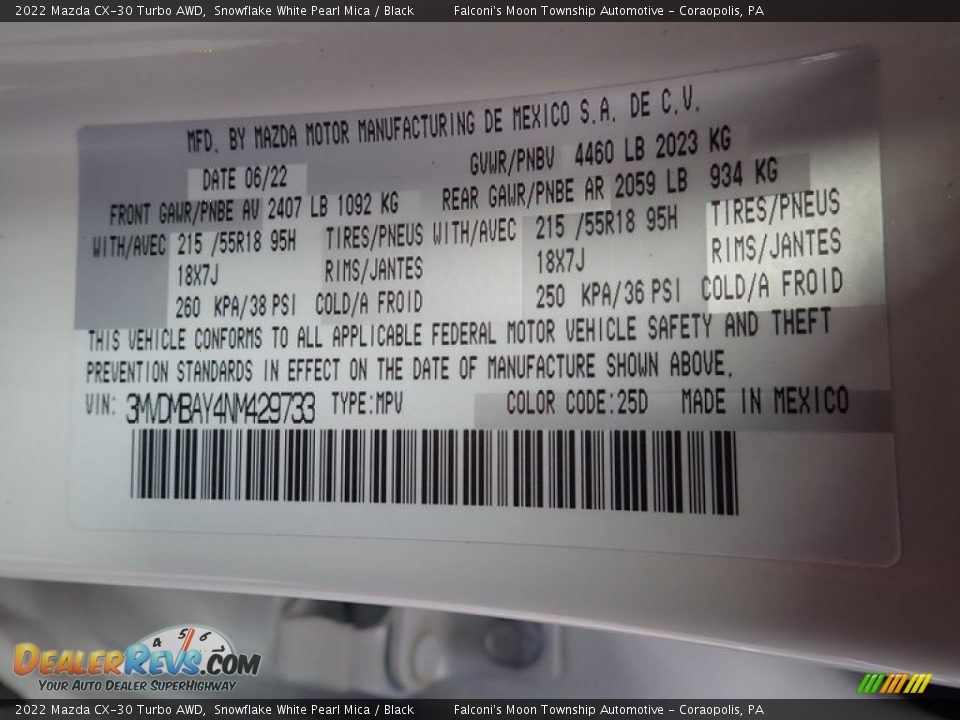 2022 Mazda CX-30 Turbo AWD, Snowflake White Pearl Mica / Black Falconi's Moon Township Automotive - Coraopolis, PA
MFD. BY MAZDA MOTOR MANUFACTURING DE MEXICO S.A. DE C.V.
DATE 06/22 GVWR/PNBV 4460 LB 2023 KG
FRONT GAWR/PNBE AV 2407 LB 1092 KG REAR GAWR/PNBE AR 2059 LB 934 KG
WITH/AVEC 215 /55R18 95H TIRES/PNEUS WITH/AVEC 215 /55R18 95H TIRES/PNEUS
18X7J RIMS/JANTES 18X7J RIMS/JANTES
260 KPA/38 PSI COLD/A FROID 250 KPA/36 PSI COLD/A FROID
THIS VEHICLE CONFORMS TO ALL APPLICABLE FEDERAL MOTOR VEHICLE SAFETY AND THEFT
PREVENTION STANDARDS IN EFFECT ON THE DATE OF MANUFACTURE SHOWN ABOVE.
VIN: 3MVDMBAY4NM429733 TYPE:MPV COLOR CODE:25D MADE IN MEXICO
4 5 6
DEALERREVS.COM
YOUR AUTO DEALER SUPERHIGHWAY
2022 Mazda CX-30 Turbo AWD, Snowflake White Pearl Mica / Black Falconi's Moon Township Automotive - Coraopolis, PA